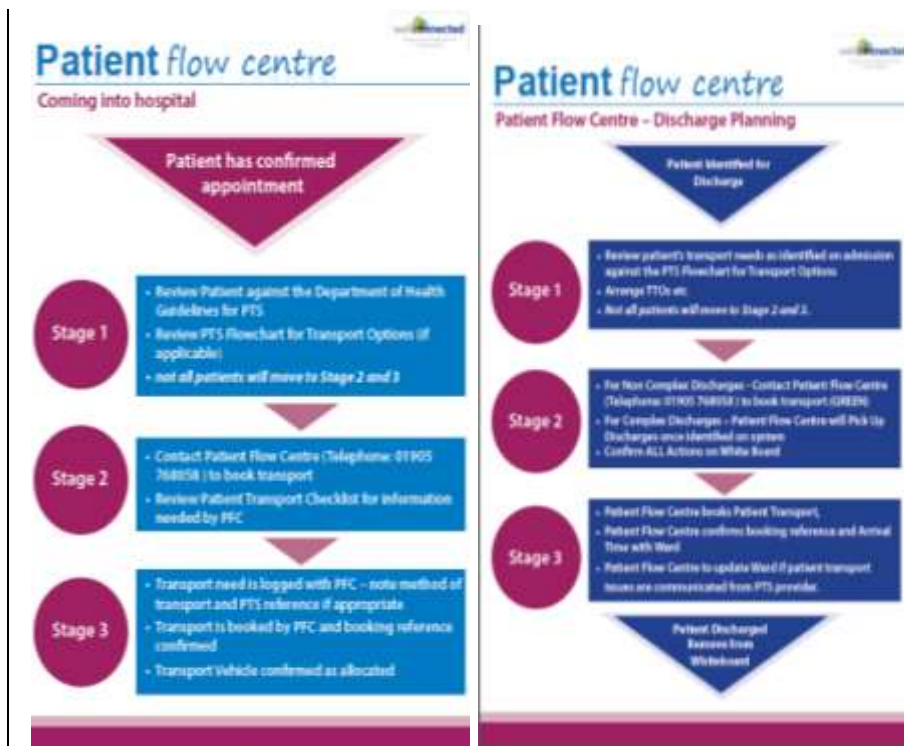 Patient flow centre
Coming into hospital
Patient has confirmed
appointment
Stage 1
• Review Patient against the Department of Health
Guidelines for PTS
• Review PTS Flowchart for Transport Options (if
applicable)
• not all patients will move to Stage 2 and 3
Stage 2
• Contact Patient Flow Centre (Telephone: 01905
768058 ) to book transport
• Review Patient Transport Checklist for information
needed by PFC
Stage 3
• Transport need is logged with PFC – note method of
transport and PTS reference if appropriate
• Transport is booked by PFC and booking reference
confirmed
• Transport Vehicle confirmed as allocated
Patient flow centre
Patient Flow Centre – Discharge Planning
Patient Identified for
Discharge
Stage 1
• Review patient's transport needs as identified on admission
against the PTS Flowchart for Transport Options
• Arrange TTOs etc
• Not all patients will move to Stage 2 and 3.
Stage 2
• For Non Complex Discharges - Contact Patient Flow Centre
(Telephone: 01905 768058 ) to book transport (GREEN)
• For Complex Discharges – Patient Flow Centre will Pick Up
Discharges once identified on system
• Confirm ALL Actions on White Board
Stage 3
• Patient Flow Centre books Patient Transport,
• Patient Flow Centre confirms booking reference and Arrival
Time with Ward
• Patient Flow Centre to update Ward if patient transport
issues are communicated from PTS provider.
Patient Discharged
Remove from
Whiteboard